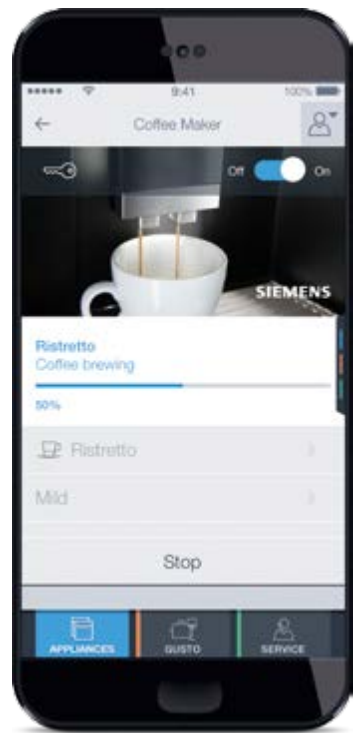 9:41
100%
Coffee Maker
Off On
SIEMENS
Ristretto
Coffee brewing
50%
Ristretto
Mild
Stop
APPLIANCES GUSTO SERVICE